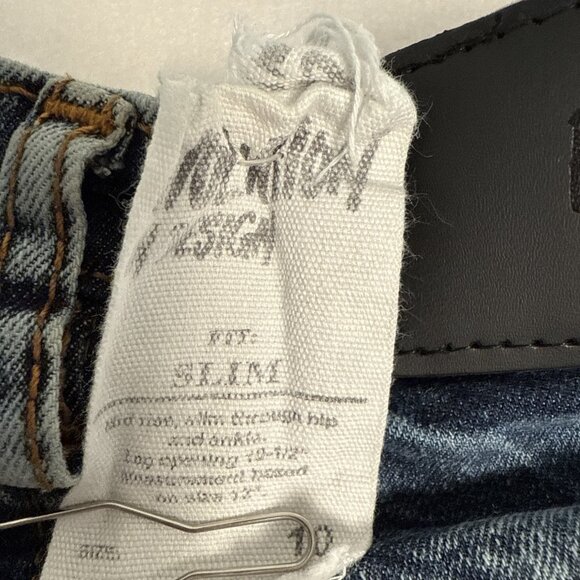 DESIGN
FIT:
SLIM
Mid rise, slim through hip
and ankle.
Leg opening 12-1/2"
Measurement based
on size 12
SIZE: 10